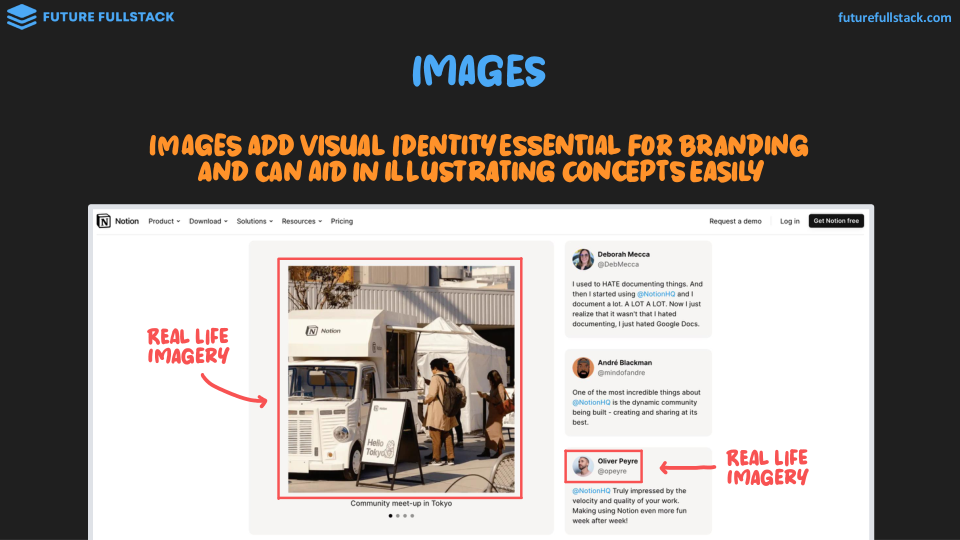 FUTURE FULLSTACK
futurefullstack.com
IMAGES
IMAGES ADD VISUAL IDENTITY ESSENTIAL FOR BRANDING
AND CAN AID IN ILLUSTRATING CONCEPTS EASILY
Notion Product Download Solutions Resources Pricing Request a demo Log in Get Notion free
REAL LIFE
IMAGERY
Notion
Notion
Hello
Tokyo
Community meet-up in Tokyo
Deborah Mecca
@DebMecca
I used to HATE documenting things. And
then I started using @NotionHQ and I
document a lot. A LOT A LOT. Now I just
realize that it wasn't that I hated
documenting, I just hated Google Docs.
André Blackman
@mindofandre
One of the most incredible things about
@NotionHQ is the dynamic community
being built - creating and sharing at its
best.
Oliver Peyre
@opeyre
@NotionHQ Truly impressed by the
velocity and quality of your work.
Making using Notion even more fun
week after week!
REAL LIFE
IMAGERY